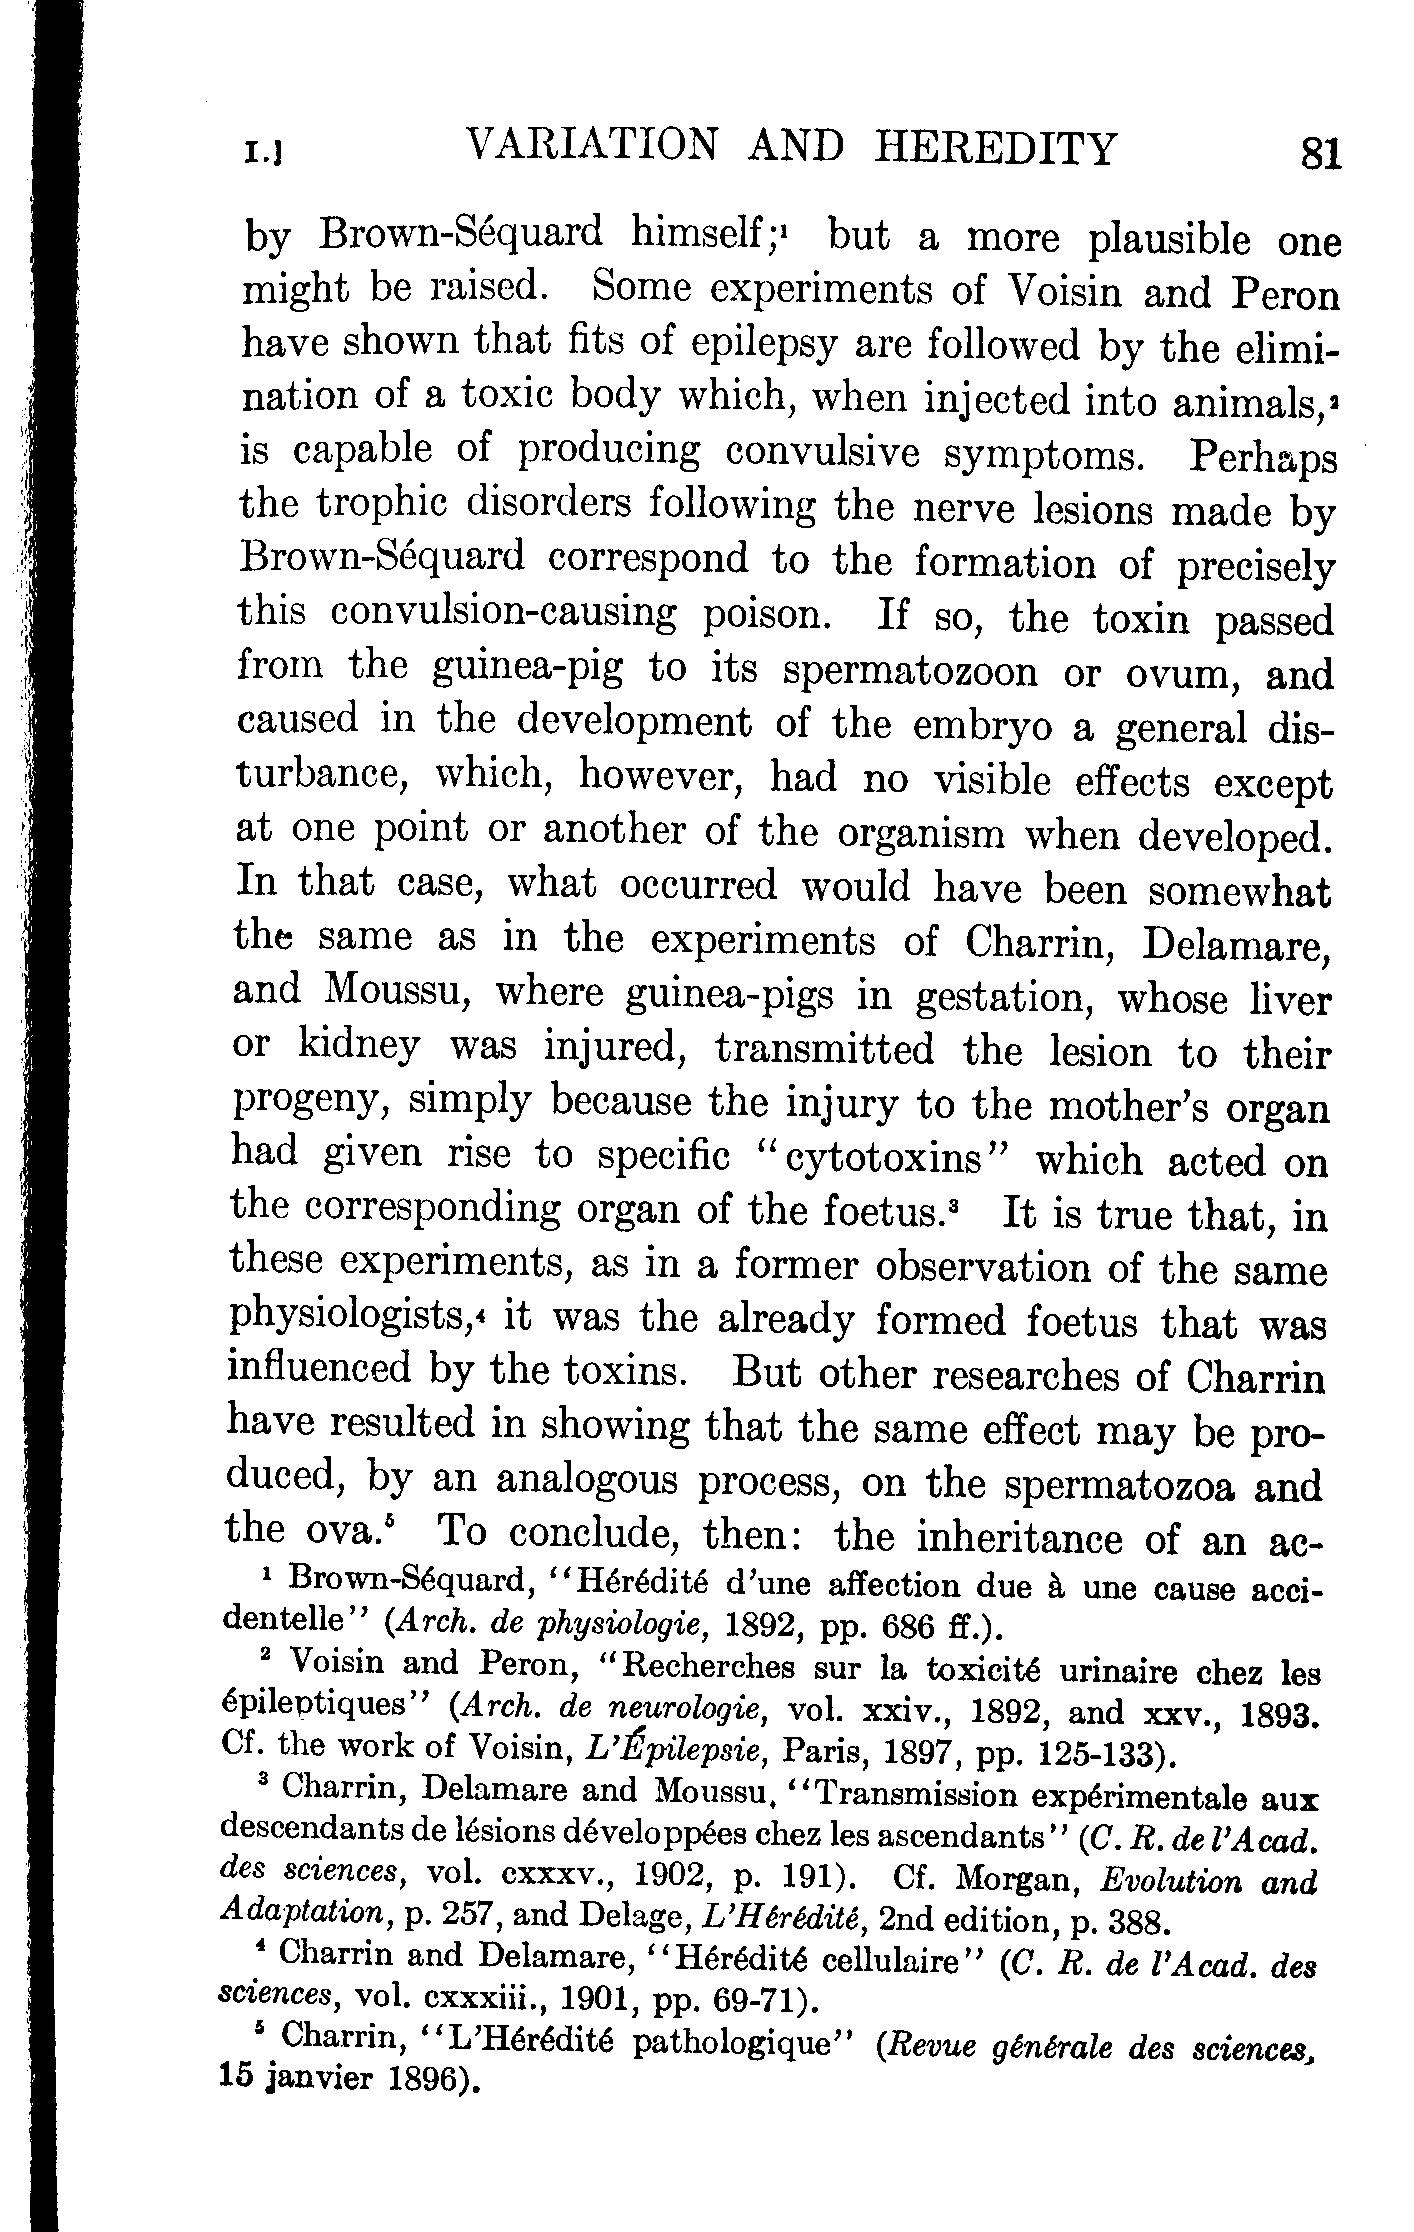 I.] VARIATION AND HEREDITY 81
by Brown-Séquard himself;¹ but a more plausible one
might be raised. Some experiments of Voisin and Peron
have shown that fits of epilepsy are followed by the elimi-
nation of a toxic body which, when injected into animals,²
is capable of producing convulsive symptoms. Perhaps
the trophic disorders following the nerve lesions made by
Brown-Séquard correspond to the formation of precisely
this convulsion-causing poison. If so, the toxin passed
from the guinea-pig to its spermatozoon or ovum, and
caused in the development of the embryo a general dis-
turbance, which, however, had no visible effects except
at one point or another of the organism when developed.
In that case, what occurred would have been somewhat
the same as in the experiments of Charrin, Delamare,
and Moussu, where guinea-pigs in gestation, whose liver
or kidney was injured, transmitted the lesion to their
progeny, simply because the injury to the mother's organ
had given rise to specific "cytotoxins" which acted on
the corresponding organ of the foetus.³ It is true that, in
these experiments, as in a former observation of the same
physiologists,⁴ it was the already formed foetus that was
influenced by the toxins. But other researches of Charrin
have resulted in showing that the same effect may be pro-
duced, by an analogous process, on the spermatozoa and
the ova.⁵ To conclude, then: the inheritance of an ac-
¹ Brown-Séquard, "Hérédité d'une affection due à une cause acci-
dentelle" (Arch. de physiologie, 1892, pp. 686 ff.).
² Voisin and Peron, "Recherches sur la toxicité urinaire chez les
épileptiques" (Arch. de neurologie, vol. xxiv., 1892, and xxv., 1893.
Cf. the work of Voisin, L'Épilepsie, Paris, 1897, pp. 125-133).
³ Charrin, Delamare and Moussu, "Transmission expérimentale aux
descendants de lésions développées chez les ascendants" (C. R. de l'Acad.
des sciences, vol. cxxxv., 1902, p. 191). Cf. Morgan, Evolution and
Adaptation, p. 257, and Delage, L'Hérédité, 2nd edition, p. 388.
⁴ Charrin and Delamare, "Hérédité cellulaire" (C. R. de l'Acad. des
sciences, vol. cxxxiii., 1901, pp. 69-71).
⁵ Charrin, "L'Hérédité pathologique" (Revue générale des sciences,
15 janvier 1896).